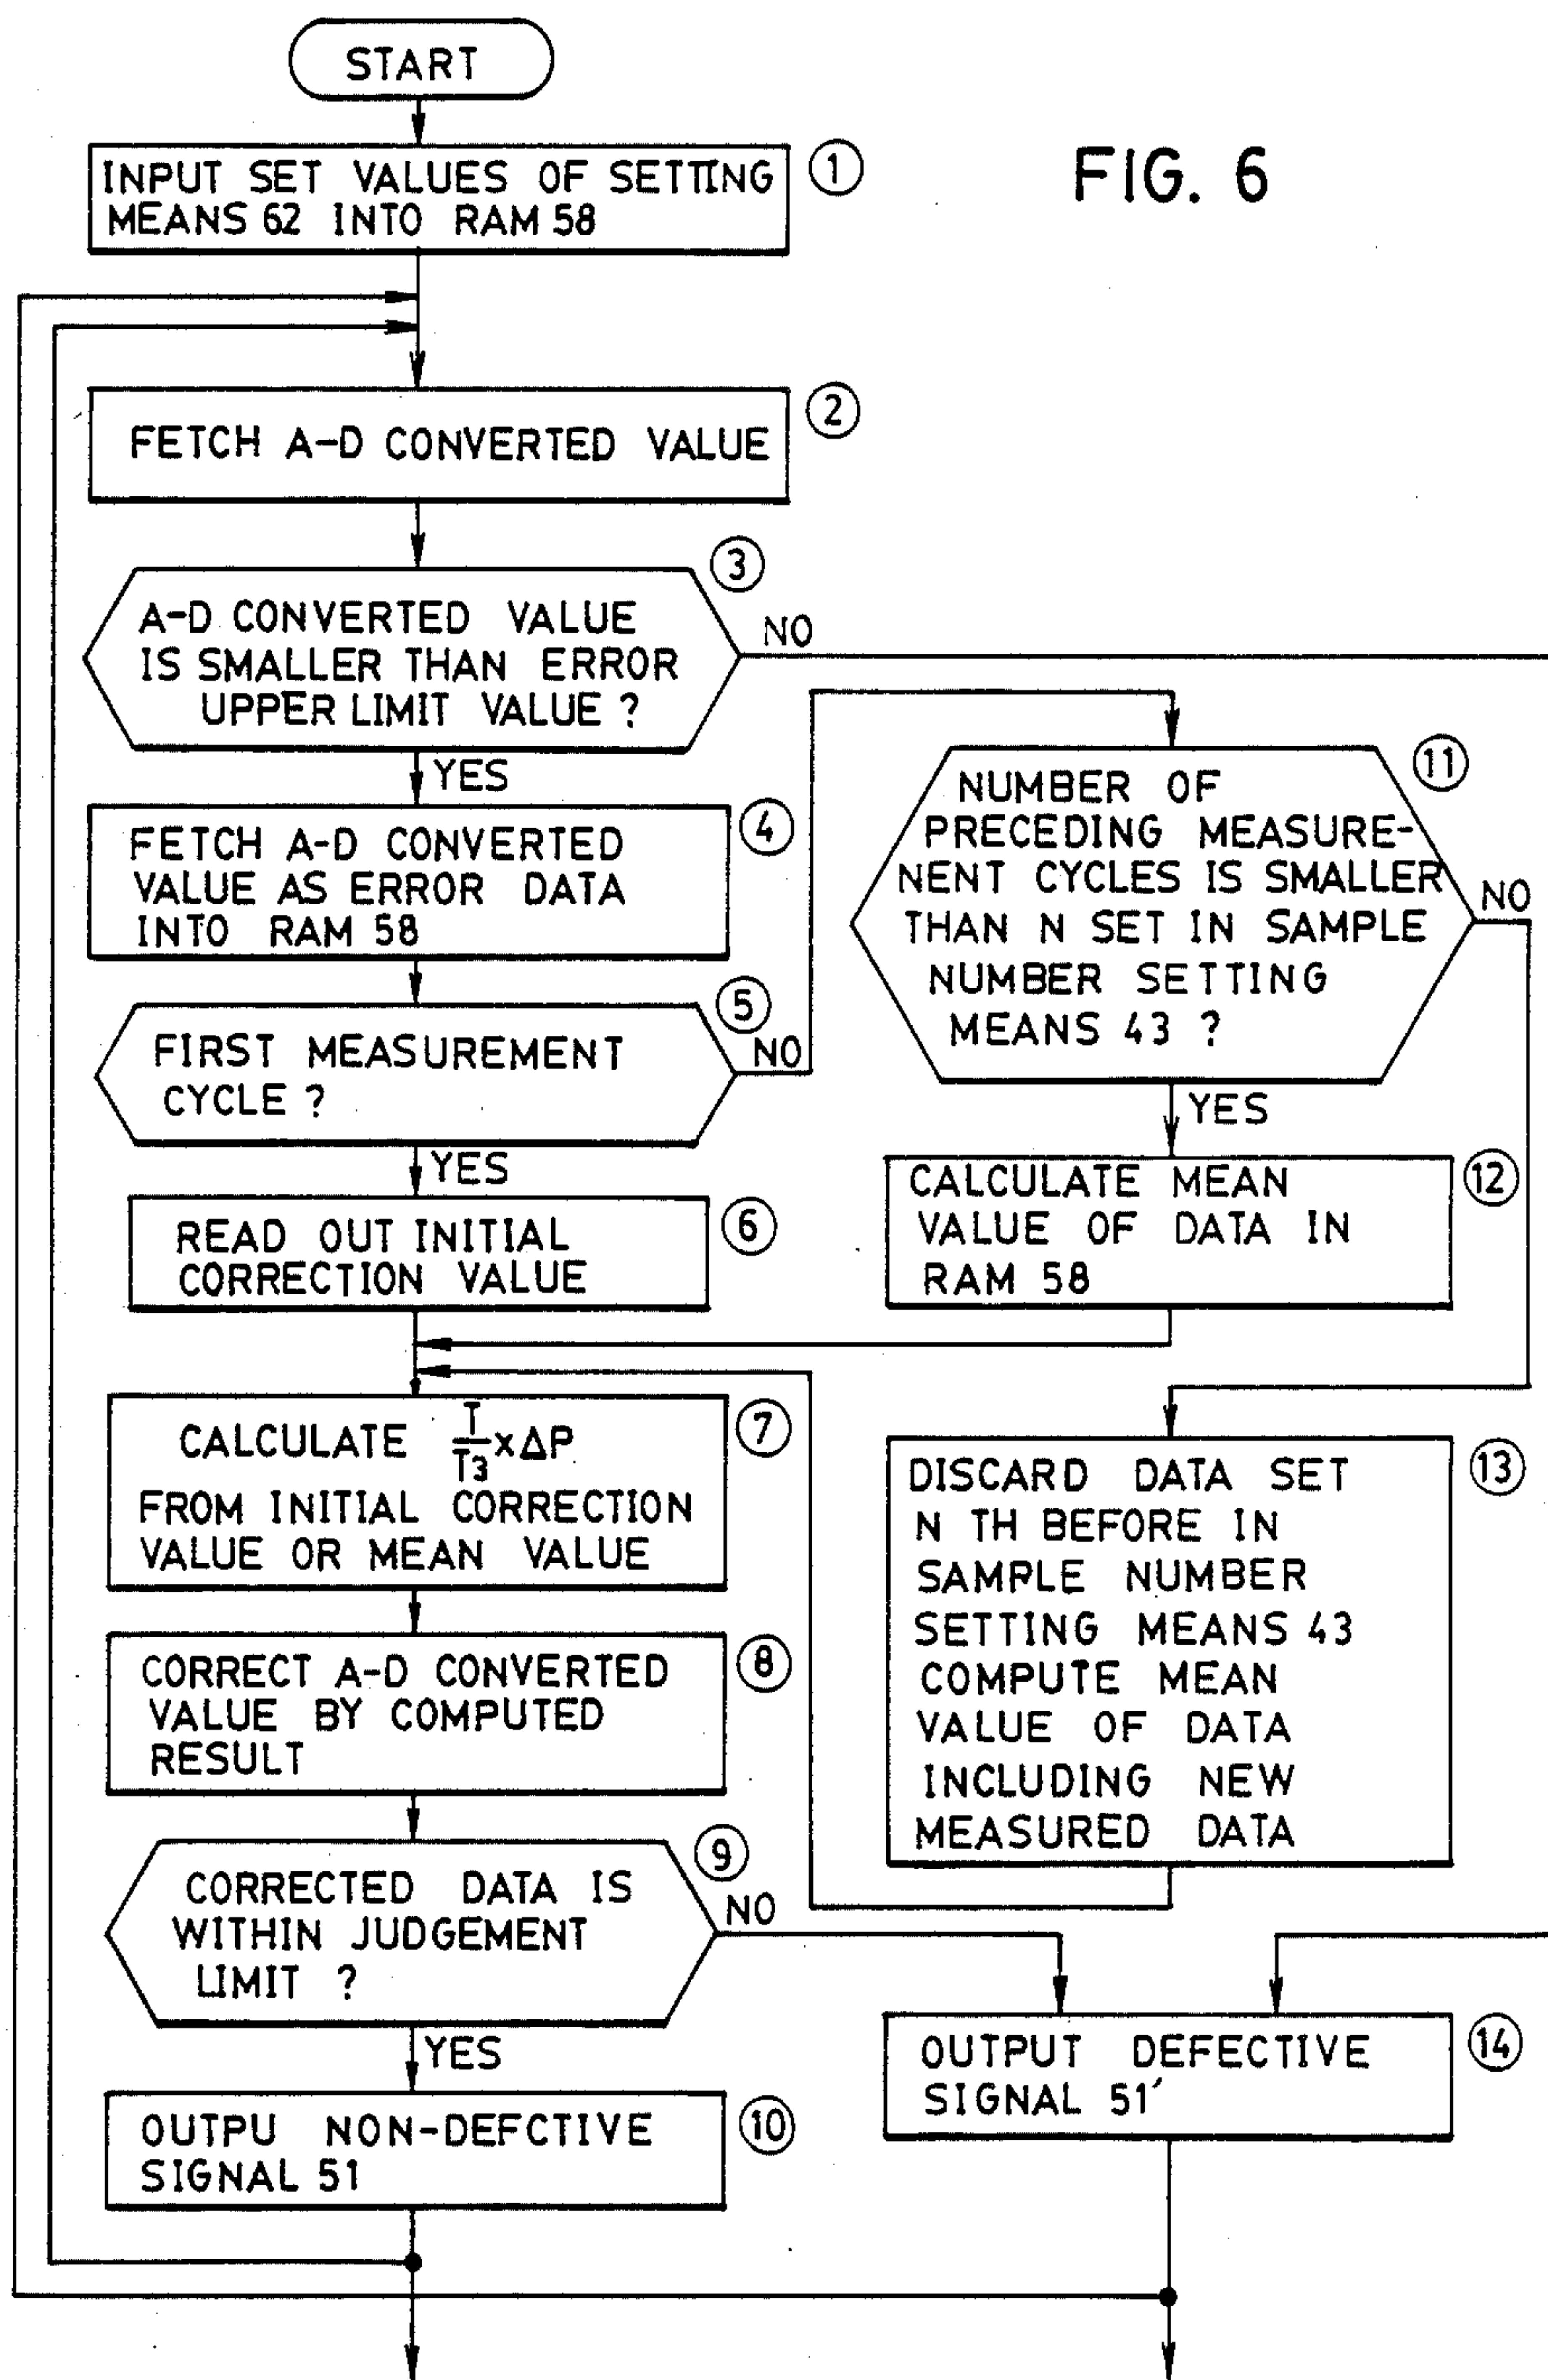 START
FIG. 6
INPUT SET VALUES OF SETTING
MEANS 62 INTO RAM 58
①
FETCH A-D CONVERTED VALUE
②
A-D CONVERTED VALUE
IS SMALLER THAN ERROR
UPPER LIMIT VALUE ?
③
NO
YES
FETCH A-D CONVERTED
VALUE AS ERROR DATA
INTO RAM 58
④
FIRST MEASUREMENT
CYCLE ?
⑤
NO
YES
READ OUT INITIAL
CORRECTION VALUE
⑥
CALCULATE T/T3 x ΔP
FROM INITIAL CORRECTION
VALUE OR MEAN VALUE
⑦
CORRECT A-D CONVERTED
VALUE BY COMPUTED
RESULT
⑧
CORRECTED DATA IS
WITHIN JUDGEMENT
LIMIT ?
⑨
NO
YES
OUTPU NON-DEFCTIVE
SIGNAL 51
⑩
NUMBER OF
PRECEDING MEASURE-
NENT CYCLES IS SMALLER
THAN N SET IN SAMPLE
NUMBER SETTING
MEANS 43 ?
⑪
NO
YES
CALCULATE MEAN
VALUE OF DATA IN
RAM 58
⑫
DISCARD DATA SET
N TH BEFORE IN
SAMPLE NUMBER
SETTING MEANS 43
COMPUTE MEAN
VALUE OF DATA
INCLUDING NEW
MEASURED DATA
⑬
OUTPUT DEFECTIVE
SIGNAL 51′
⑭